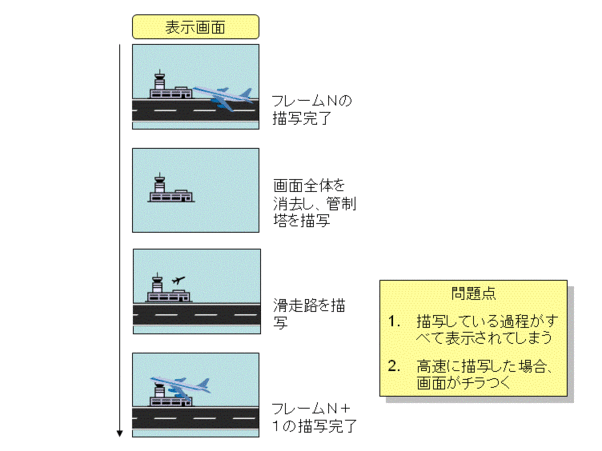 表示画面
フレームNの
描写完了
画面全体を
消去し、管制
塔を描写
滑走路を描
写
フレームN+
1の描写完了
問題点
1. 描写している過程がす
べて表示されてしまう
2. 高速に描写した場合、
画面がチラつく